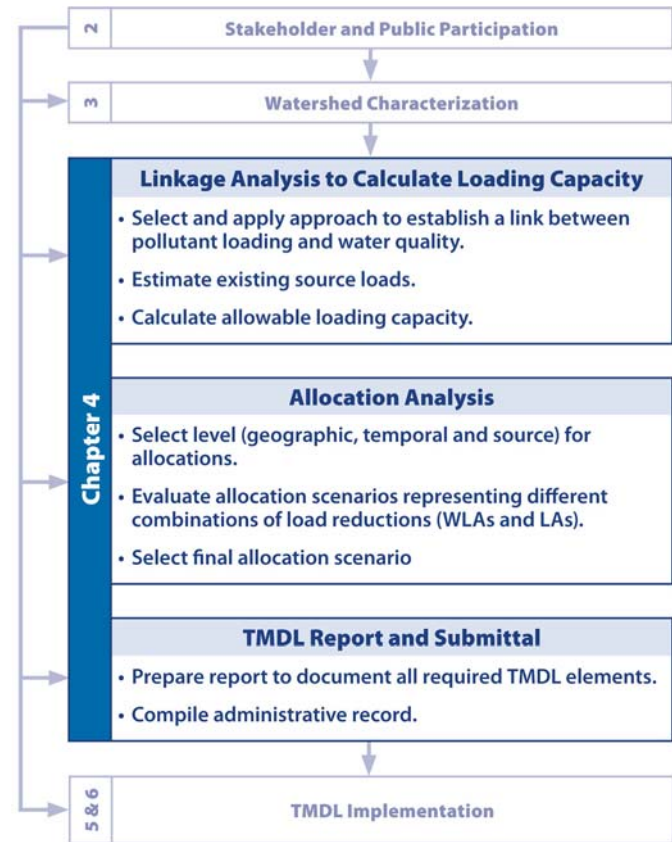 2
Stakeholder and Public Participation
3
Watershed Characterization
Chapter 4
Linkage Analysis to Calculate Loading Capacity
• Select and apply approach to establish a link between
pollutant loading and water quality.
• Estimate existing source loads.
• Calculate allowable loading capacity.
Allocation Analysis
• Select level (geographic, temporal and source) for
allocations.
• Evaluate allocation scenarios representing different
combinations of load reductions (WLAs and LAs).
• Select final allocation scenario
TMDL Report and Submittal
• Prepare report to document all required TMDL elements.
• Compile administrative record.
5 & 6
TMDL Implementation